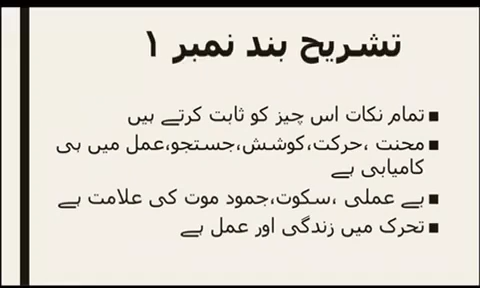 تشریح بند نمبر ۱
■ تمام نکات اس چیز کو ثابت کرتے ہیں
■ محنت ،حرکت،کوشش،جستجو،عمل میں ہی
کامیابی ہے
■ بے عملی ،سکوت،جمود موت کی علامت ہے
■ تحرک میں زندگی اور عمل ہے